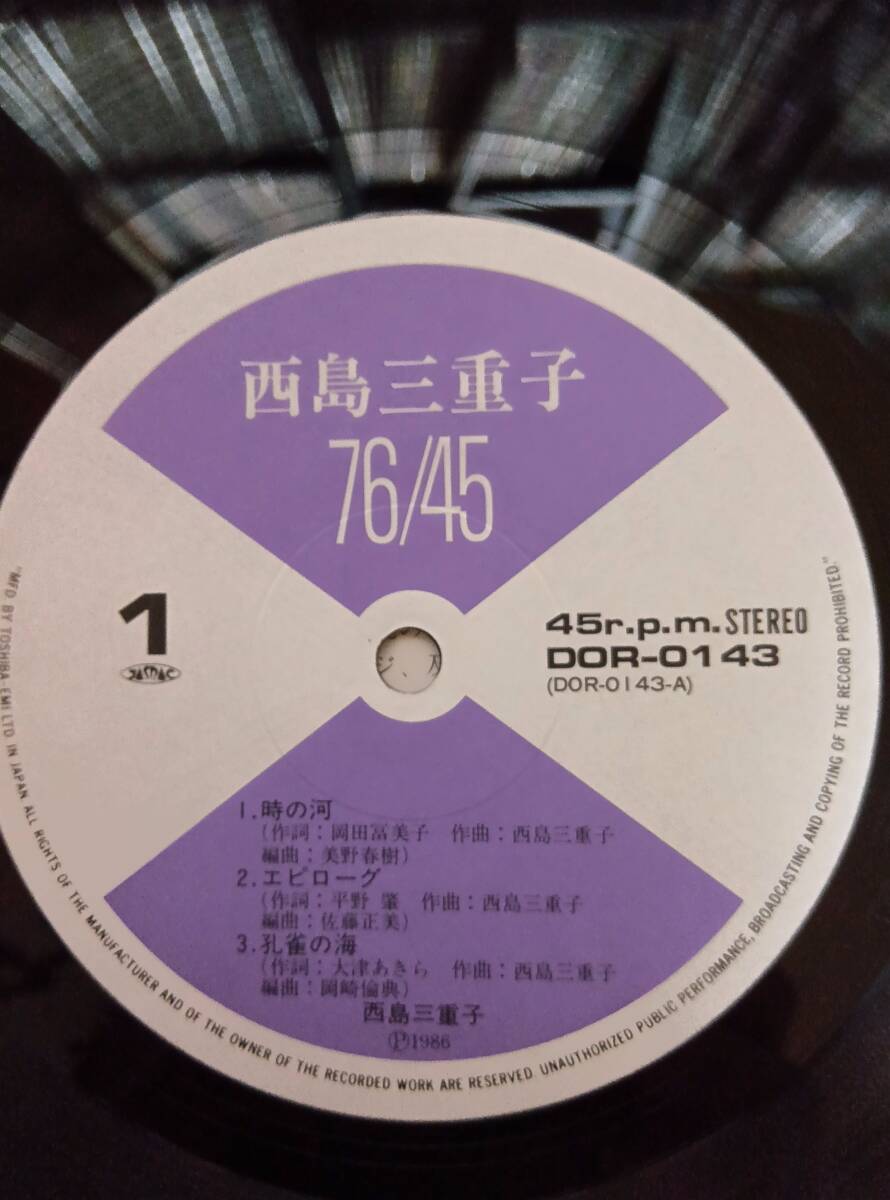 西島三重子
76/45
1
JASRAC
45r.p.m. STEREO
DOR-0143
(DOR-0143-A)
1.時の河
(作詞：岡田冨美子 作曲：西島三重子
編曲：美野春樹)
2.エピローグ
(作詞：平野 肇 作曲：西島三重子
編曲：佐藤正美)
3.孔雀の海
(作詞：大津あきら 作曲：西島三重子
編曲：岡崎倫典)
西島三重子
Ⓟ1986
"MFD. BY TOSHIBA-EMI LTD. IN JAPAN ALL RIGHTS OF THE MANUFACTURER AND OF THE OWNER OF THE RECORDED WORK ARE RESERVED. UNAUTHORIZED PUBLIC PERFORMANCE, BROADCASTING AND COPYING OF THE RECORD PROHIBITED."